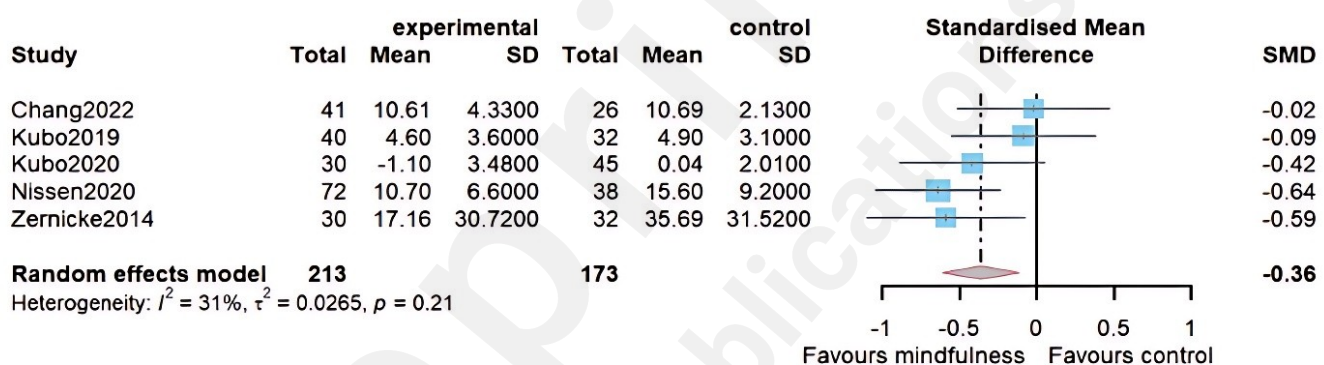 experimental control Standardised Mean
Study Total Mean SD Total Mean SD Difference SMD
Chang2022 41 10.61 4.3300 26 10.69 2.1300 -0.02
Kubo2019 40 4.60 3.6000 32 4.90 3.1000 -0.09
Kubo2020 30 -1.10 3.4800 45 0.04 2.0100 -0.42
Nissen2020 72 10.70 6.6000 38 15.60 9.2000 -0.64
Zernicke2014 30 17.16 30.7200 32 35.69 31.5200 -0.59
Random effects model 213 173 -0.36
Heterogeneity: I² = 31%, τ² = 0.0265, p = 0.21
-1 -0.5 0 0.5 1
Favours mindfulness Favours control